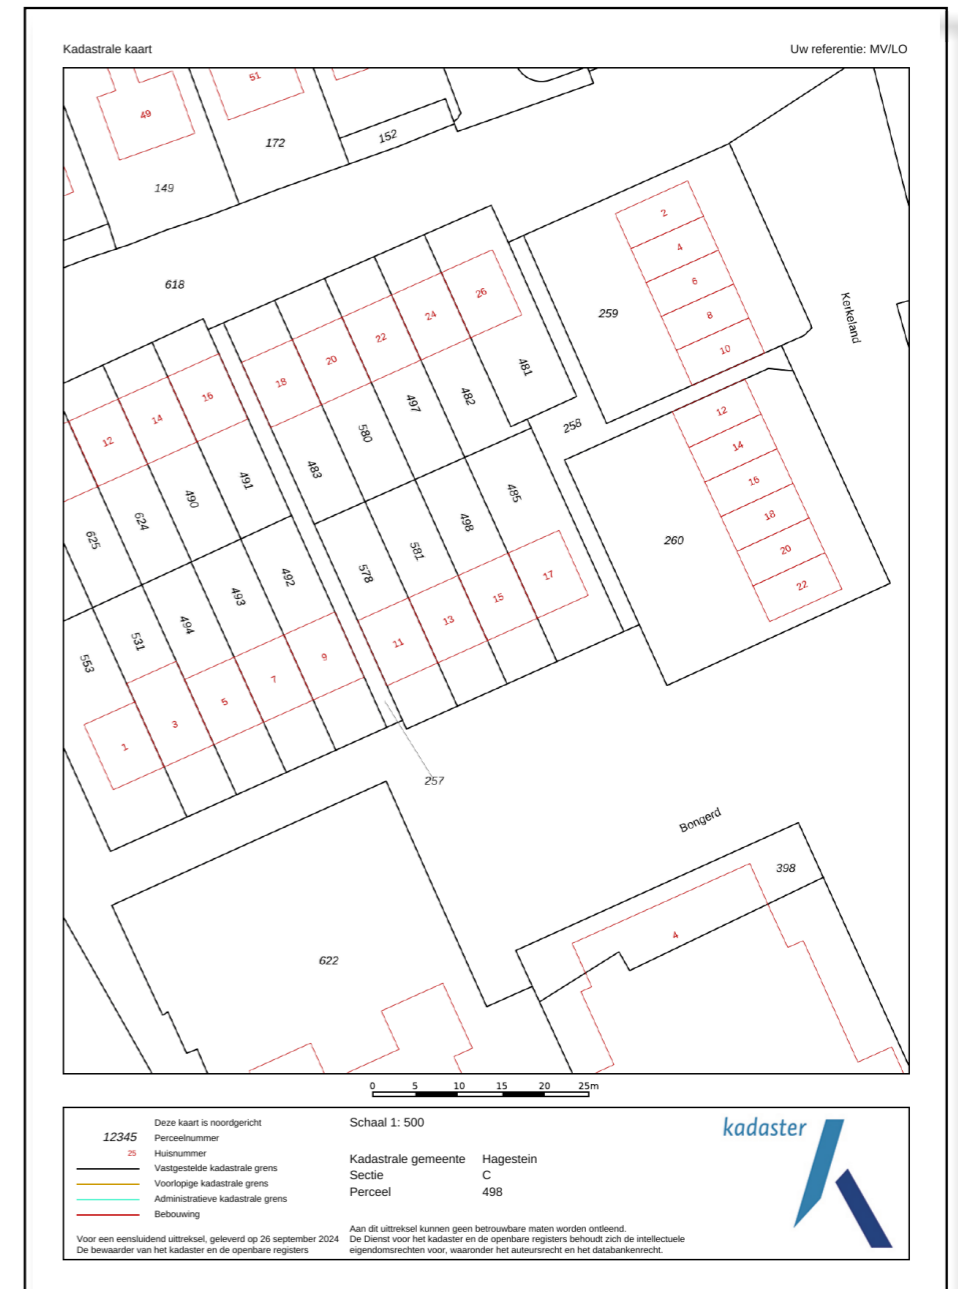 Kadastrale kaart
Uw referentie: MV/LO
49
51
172
152
149
618
2
4
6
8
10
259
Kerkeland
26
24
22
20
18
16
14
12
481
482
497
580
483
491
490
624
625
258
12
14
16
18
20
22
260
485
498
581
578
492
493
494
531
553
17
15
13
11
9
7
5
3
1
257
Bongerd
398
4
622
0 5 10 15 20 25m
12345
25
Deze kaart is noordgericht
Perceelnummer
Huisnummer
Vastgestelde kadastrale grens
Voorlopige kadastrale grens
Administratieve kadastrale grens
Bebouwing
Voor een eensluidend uittreksel, geleverd op 26 september 2024
De bewaarder van het kadaster en de openbare registers
Schaal 1: 500
Kadastrale gemeente Hagestein
Sectie C
Perceel 498
Aan dit uittreksel kunnen geen betrouwbare maten worden ontleend.
De Dienst voor het kadaster en de openbare registers behoudt zich de intellectuele
eigendomsrechten voor, waaronder het auteursrecht en het databankenrecht.
kadaster